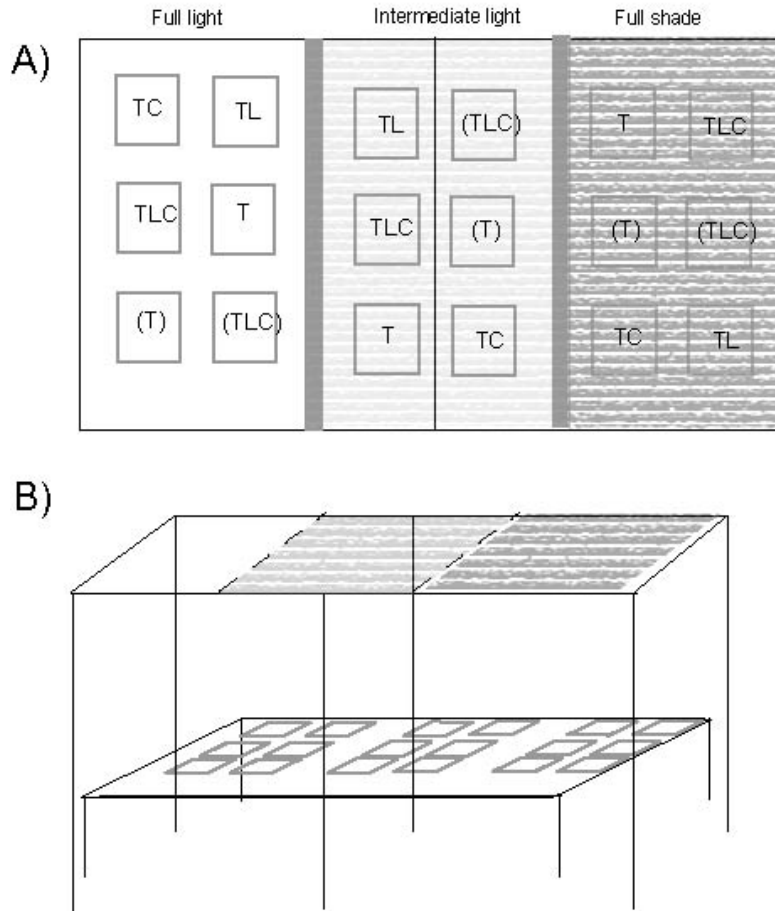 Full light Intermediate light Full shade
A)
TC TL TL (TLC) T TLC
TLC T TLC (T) (T) (TLC)
(T) (TLC) T TC TC TL
B)